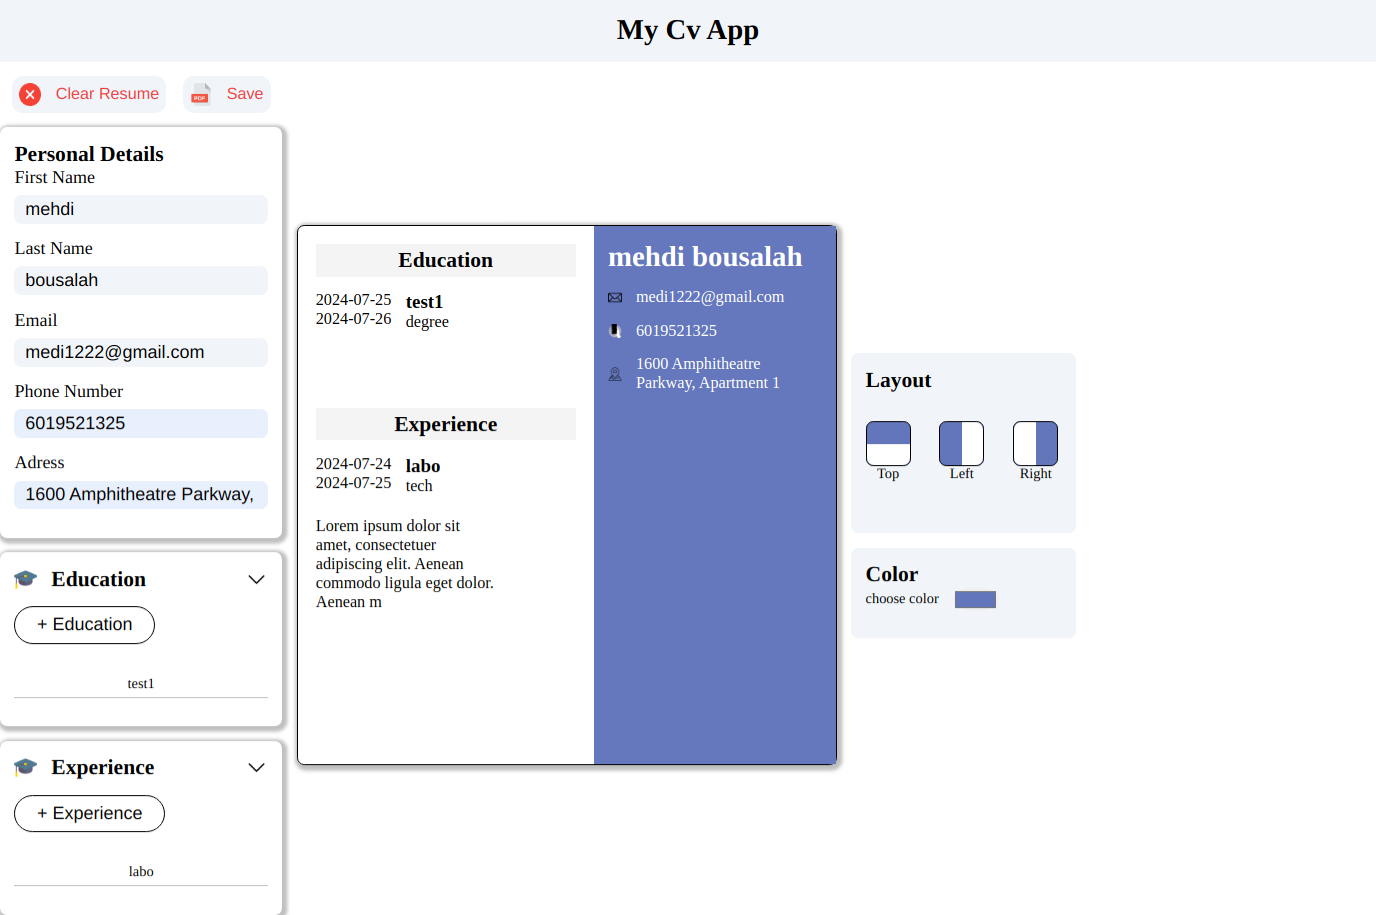 My Cv App
Clear Resume
PDF
Save
Personal Details
First Name
mehdi
Last Name
bousalah
Email
medi1222@gmail.com
Phone Number
6019521325
Adress
1600 Amphitheatre Parkway,
Education
+ Education
test1
Experience
+ Experience
labo
Education
2024-07-25
2024-07-26
test1
degree
Experience
2024-07-24
2024-07-25
labo
tech
Lorem ipsum dolor sit
amet, consectetuer
adipiscing elit. Aenean
commodo ligula eget dolor.
Aenean m
mehdi bousalah
medi1222@gmail.com
6019521325
1600 Amphitheatre
Parkway, Apartment 1
Layout
Top
Left
Right
Color
choose color